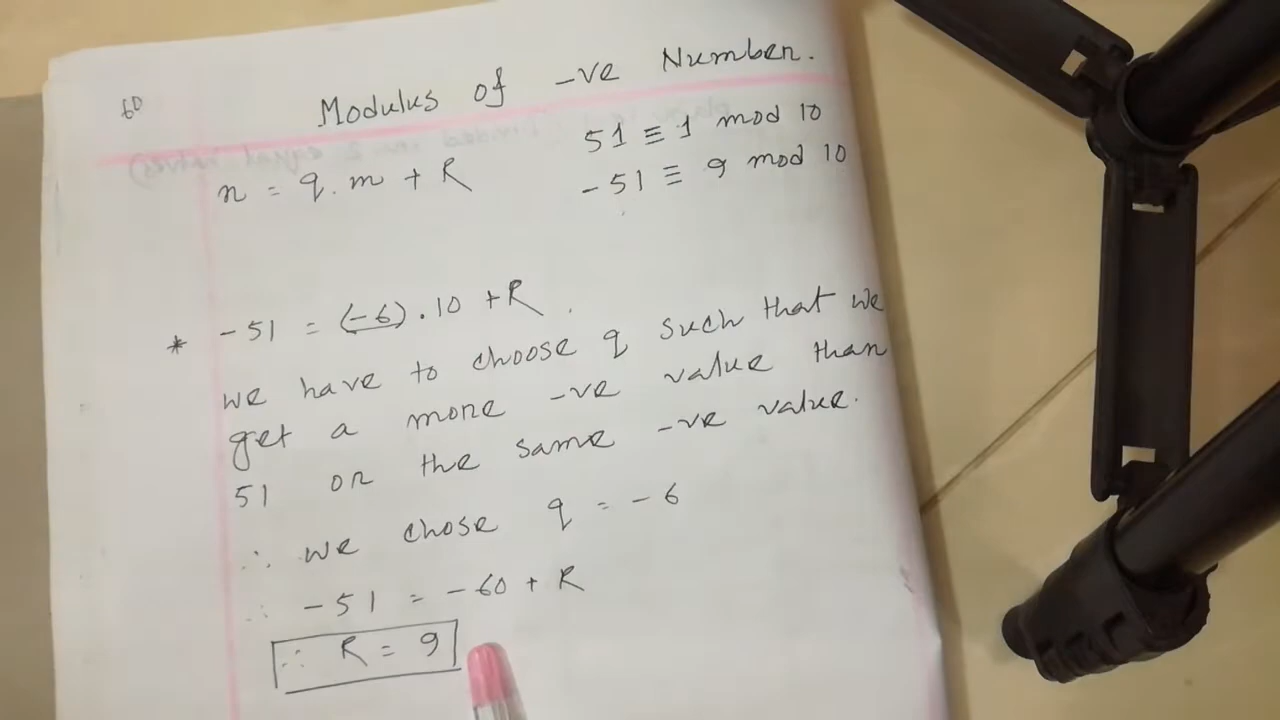 60
Modulus of -ve Number.
51 ≡ 1 mod 10
n = q. m + R
-51 ≡ 9 mod 10
* -51 = (-6) . 10 + R .
we have to choose q such that we
get a more -ve value than
51 or the same -ve value.
∴ we chose q = -6
∴ -51 = -60 + R
∴ R = 9